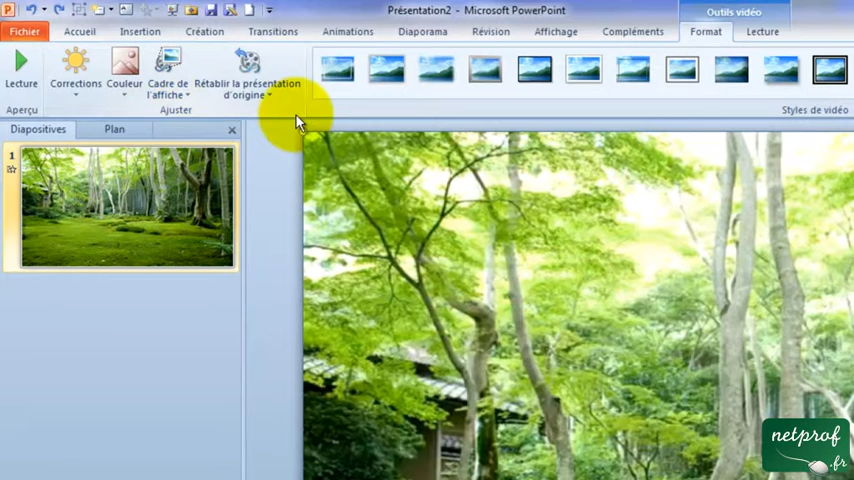 Présentation2 - Microsoft PowerPoint
Outils vidéo
Fichier
Accueil
Insertion
Création
Transitions
Animations
Diaporama
Révision
Affichage
Compléments
Format
Lecture
Lecture
Corrections
Couleur
Cadre de
l'affiche
Rétablir la présentation
d'origine
Aperçu
Ajuster
Styles de vidéo
Diapositives
Plan
1
netprof
.fr